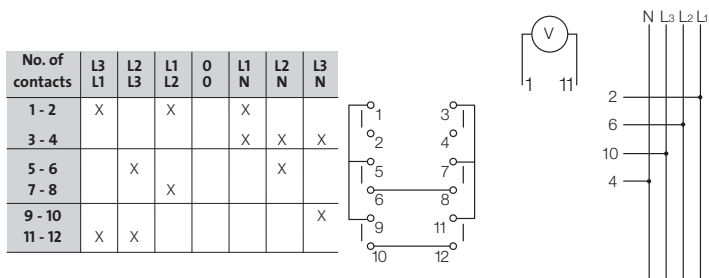 No. of contacts L3 L1 L2 L3 L1 L2 0 0 L1 N L2 N L3 N
1 - 2 X X X
3 - 4 X X X
5 - 6 X X
7 - 8 X
9 - 10 X
11 - 12 X X
1 3
2 4
5 7
6 8
9 11
10 12
V
1 11
N L3 L2 L1
2
6
10
4